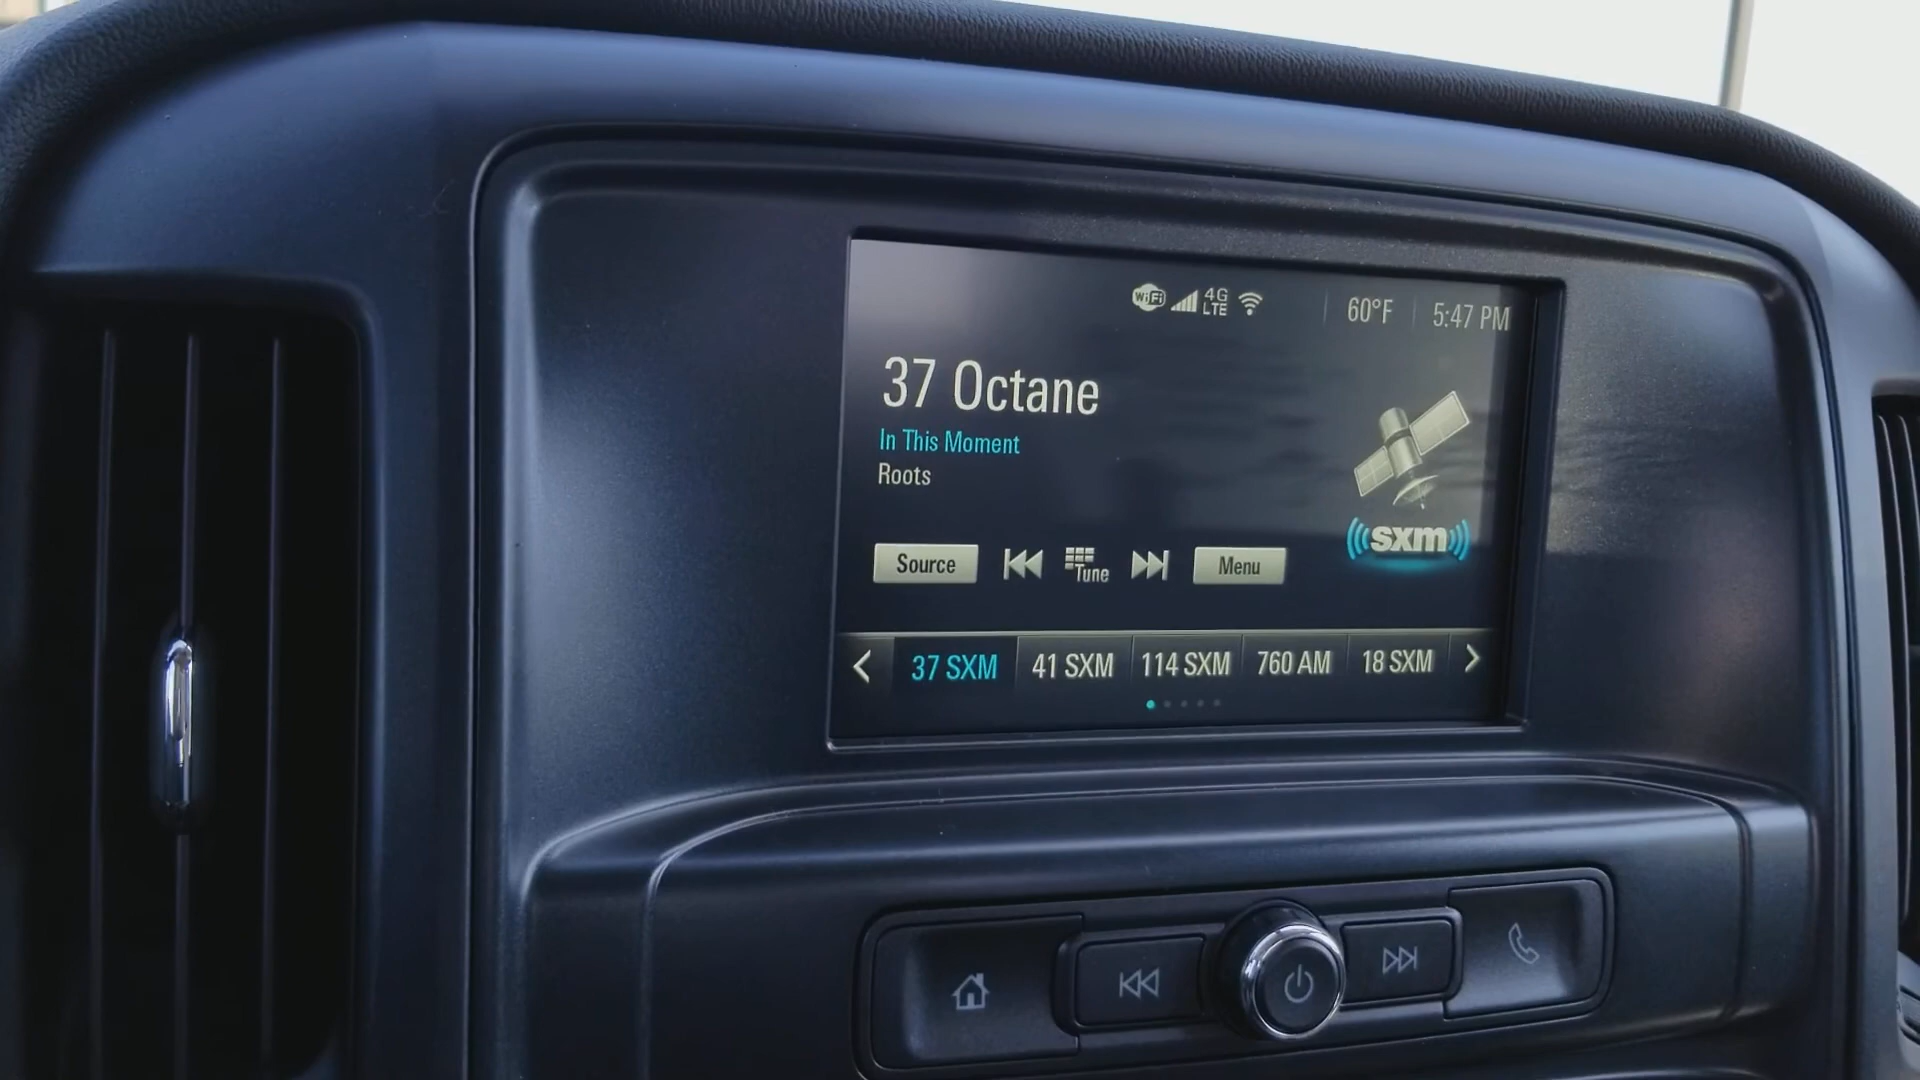 WiFi 4G LTE 60°F 5:47 PM
37 Octane
In This Moment
Roots
((sxm))
Source Tune Menu
37 SXM 41 SXM 114 SXM 760 AM 18 SXM